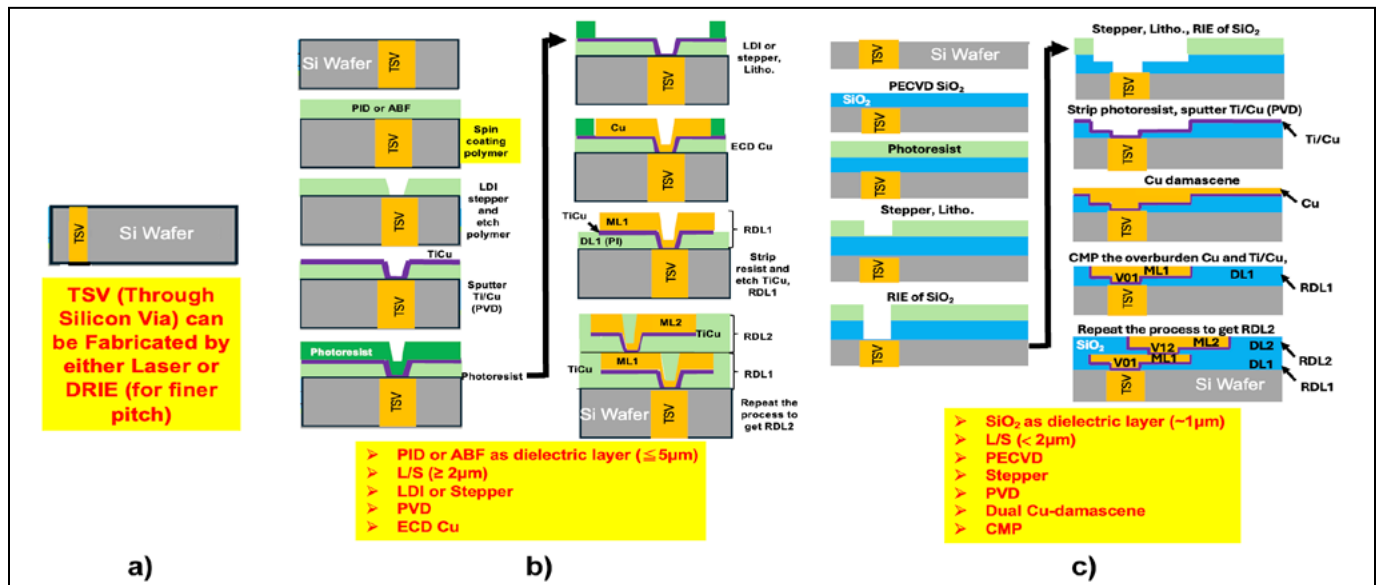 TSV
Si Wafer
TSV (Through
Silicon Via) can
be Fabricated by
either Laser or
DRIE (for finer
pitch)
a)
Si Wafer
TSV
PID or ABF
TSV
Spin
coating
polymer
TSV
LDI
stepper
and
etch
polymer
TiCu
TSV
Sputter
Ti/Cu
(PVD)
Photoresist
TSV
Photoresist
TSV
LDI or
stepper,
Litho.
Cu
TSV
ECD Cu
TiCu
ML1
DL1 (PI)
RDL1
TSV
Strip
resist and
etch TiCu,
RDL1
ML2
TiCu
RDL2
TiCu
ML1
RDL1
Si Wafer
TSV
Repeat the
process to
get RDL2
➢ PID or ABF as dielectric layer (≦5µm)
➢ L/S (≥ 2µm)
➢ LDI or Stepper
➢ PVD
➢ ECD Cu
b)
TSV
Si Wafer
PECVD SiO₂
SiO₂
TSV
Photoresist
TSV
Stepper, Litho.
TSV
RIE of SiO₂
TSV
Stepper, Litho., RIE of SiO₂
TSV
Strip photoresist, sputter Ti/Cu (PVD)
Ti/Cu
TSV
Cu damascene
Cu
TSV
CMP the overburden Cu and Ti/Cu,
ML1
V01
DL1
RDL1
TSV
Repeat the process to get RDL2
SiO₂
ML2
V12
DL2
RDL2
ML1
V01
DL1
RDL1
TSV
Si Wafer
➢ SiO₂ as dielectric layer (~1µm)
➢ L/S (< 2µm)
➢ PECVD
➢ Stepper
➢ PVD
➢ Dual Cu-damascene
➢ CMP
c)